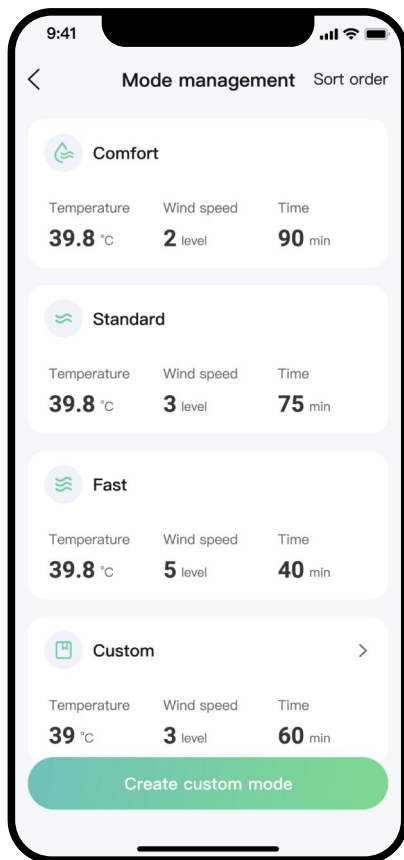 9:41
Mode management Sort order
Comfort
Temperature Wind speed Time
39.8 °C 2 level 90 min
Standard
Temperature Wind speed Time
39.8 °C 3 level 75 min
Fast
Temperature Wind speed Time
39.8 °C 5 level 40 min
Custom
Temperature Wind speed Time
39 °C 3 level 60 min
Create custom mode